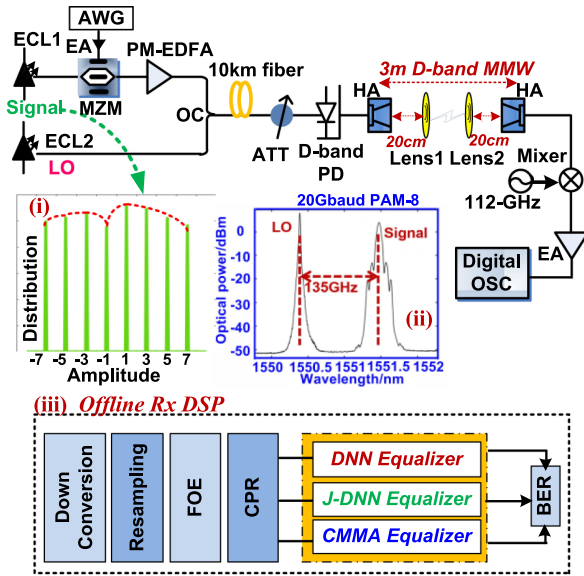 AWG
ECL1
EA
PM-EDFA
10km fiber
3m D-band MMW
HA
HA
Signal
MZM
OC
ECL2
LO
ATT
D-band
PD
20cm
20cm
Lens1
Lens2
Mixer
112-GHz
EA
Digital
OSC
(i)
Distribution
-7 -5 -3 -1 1 3 5 7
Amplitude
20Gbaud PAM-8
LO
Signal
135GHz
(ii)
Optical power/dBm
0
-10
-20
-30
-40
-50
1550 1550.5 1551 1551.5 1552
Wavelength/nm
(iii) Offline Rx DSP
Down
Conversion
Resampling
FOE
CPR
DNN Equalizer
J-DNN Equalizer
CMMA Equalizer
BER